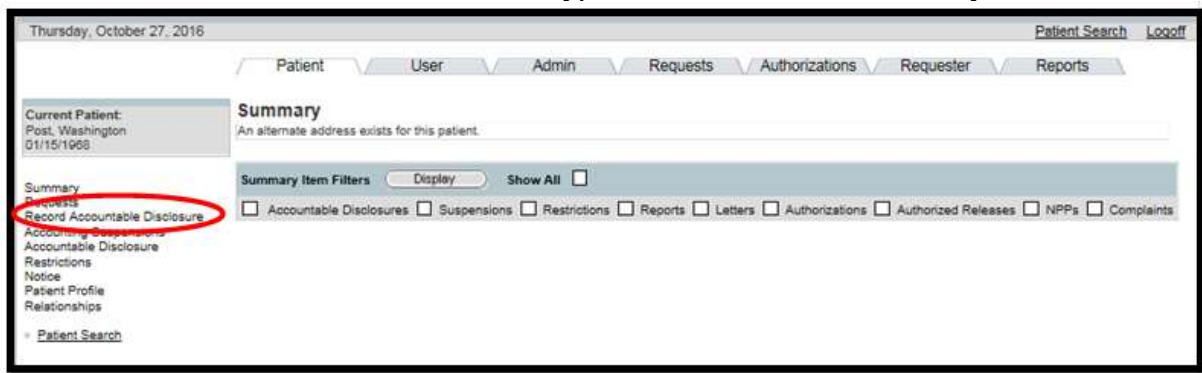 Thursday, October 27, 2016 Patient Search Logoff
Patient User Admin Requests Authorizations Requester Reports
Current Patient:
Post, Washington
01/15/1968
Summary
An alternate address exists for this patient.
Summary Item Filters Display Show All
Accountable Disclosures Suspensions Restrictions Reports Letters Authorizations Authorized Releases NPPs Complaints
Summary
Requests
Record Accountable Disclosure
Accounting Suspensions
Accountable Disclosure
Restrictions
Notice
Patient Profile
Relationships
Patient Search